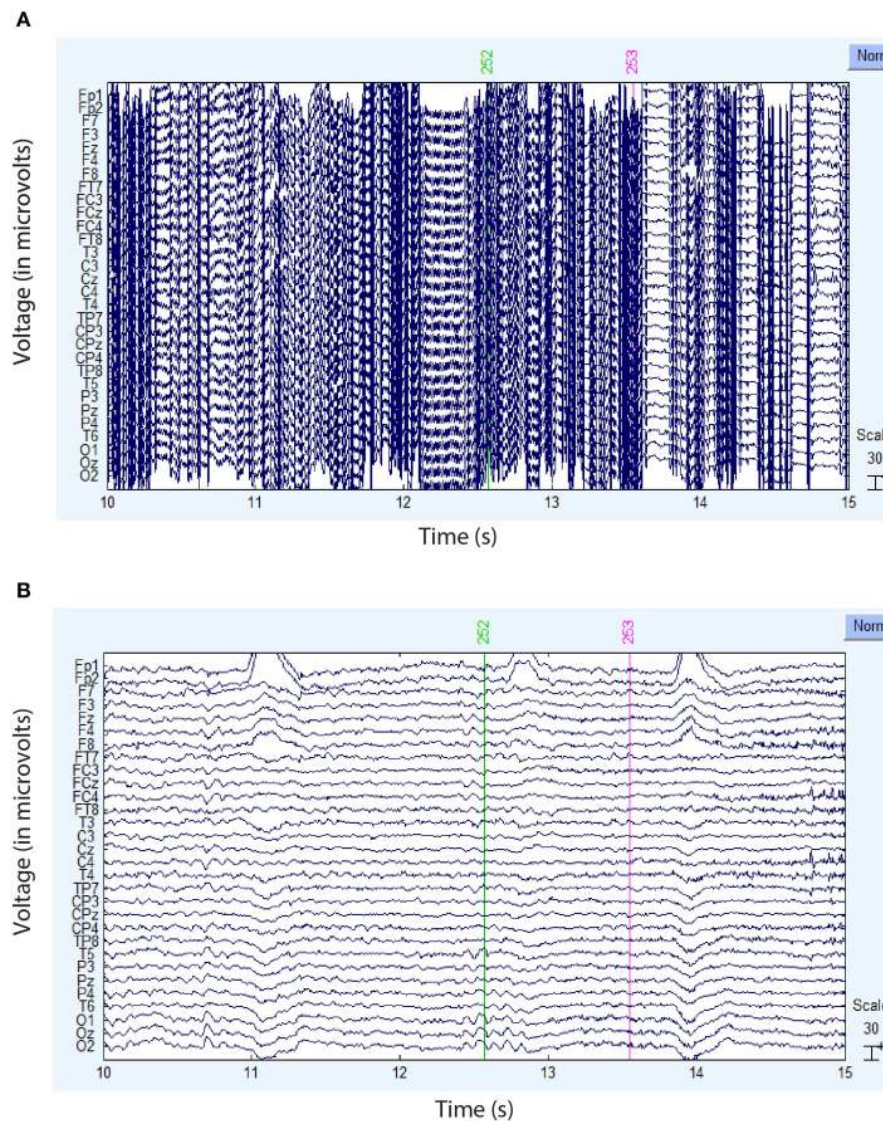 A
252
253
Norm
Fp1
Fp2
F7
F3
Fz
F4
F8
FT7
FC3
FCz
FC4
FT8
T3
C3
Cz
C4
T4
TP7
CP3
CPz
CP4
TP8
T5
P3
Pz
P4
T6
O1
Oz
O2
Voltage (in microvolts)
Scal
30
10 11 12 13 14 15
Time (s)
B
252
253
Norm
Fp1
Fp2
F7
F3
Fz
F4
F8
FT7
FC3
FCz
FC4
FT8
T3
C3
Cz
C4
T4
TP7
CP3
CPz
CP4
TP8
T5
P3
Pz
P4
T6
O1
Oz
O2
Voltage (in microvolts)
Scale
30
10 11 12 13 14 15
Time (s)